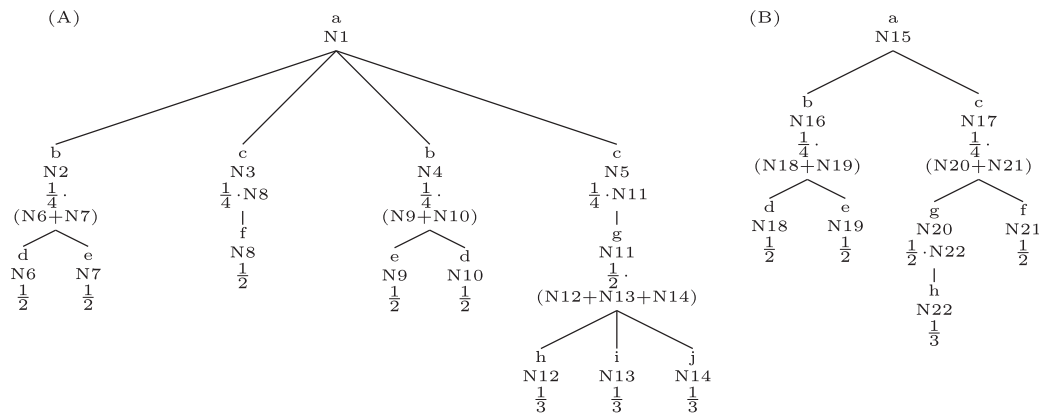 (A)
a
N1
(B)
a
N15
b
N2
1/4 ·
(N6+N7)
c
N3
1/4 ·N8
b
N4
1/4 ·
(N9+N10)
c
N5
1/4 ·N11
d
N6
1/2
e
N7
1/2
f
N8
1/2
e
N9
1/2
d
N10
1/2
g
N11
1/2 ·
(N12+N13+N14)
h
N12
1/3
i
N13
1/3
j
N14
1/3
b
N16
1/4 ·
(N18+N19)
c
N17
1/4 ·
(N20+N21)
d
N18
1/2
e
N19
1/2
g
N20
1/2 ·N22
f
N21
1/2
h
N22
1/3